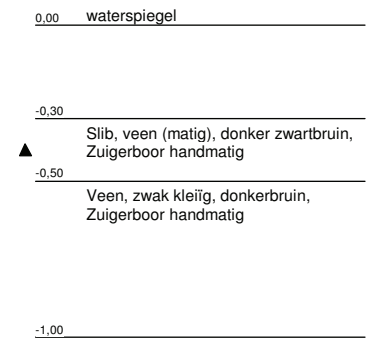 0,00 waterspiegel
-0,30
Slib, veen (matig), donker zwartbruin,
Zuigerboor handmatig
-0,50
Veen, zwak kleiïg, donkerbruin,
Zuigerboor handmatig
-1,00